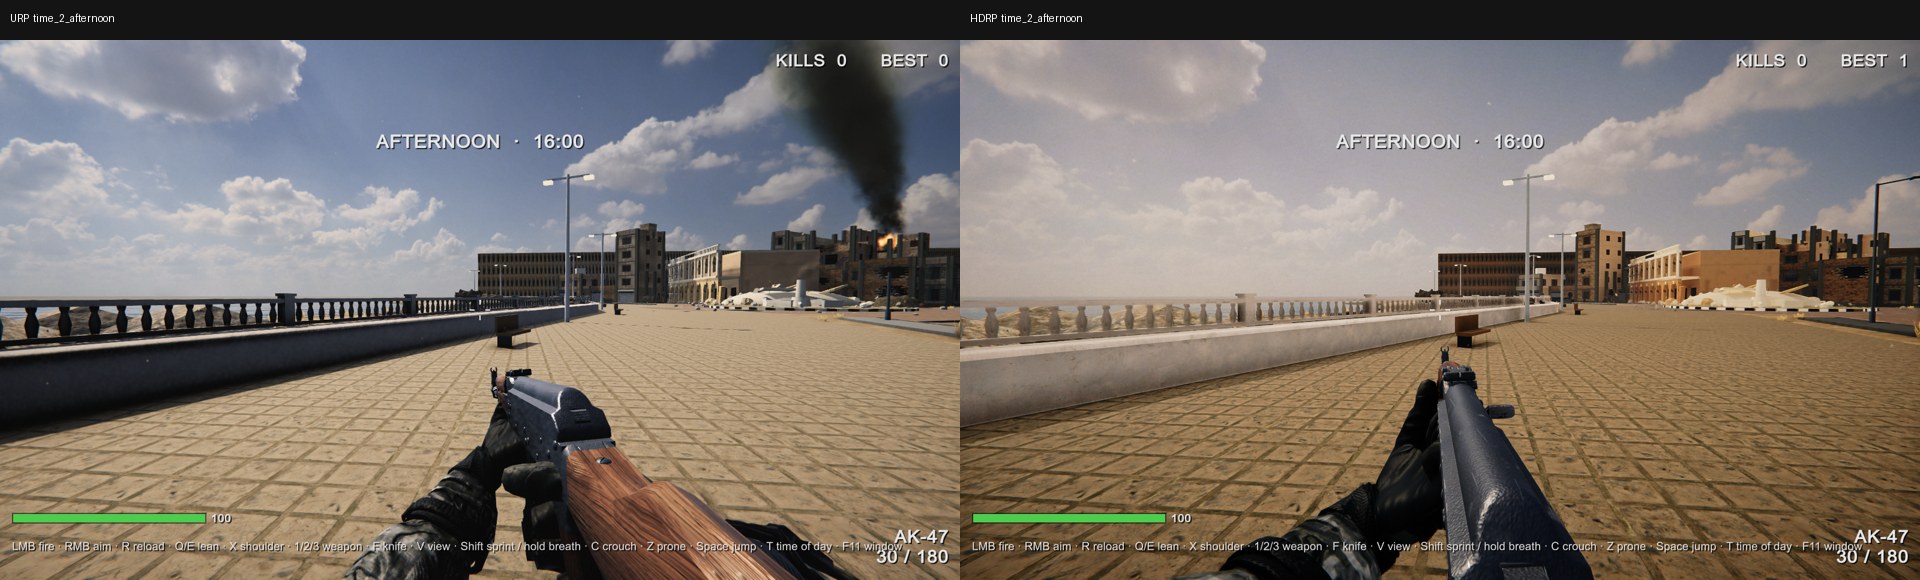 URP time_2_afternoon
KILLS 0 BEST 0
AFTERNOON · 16:00
100
LMB fire · RMB aim · R reload · Q/E lean · X shoulder · 1/2/3 weapon · F knife · V view · Shift sprint / hold breath · C crouch · Z prone · Space jump · T time of day · F11 window
AK-47
30 / 180
HDRP time_2_afternoon
KILLS 0 BEST 1
AFTERNOON · 16:00
100
LMB fire · RMB aim · R reload · Q/E lean · X shoulder · 1/2/3 weapon · F knife · V view · Shift sprint / hold breath · C crouch · Z prone · Space jump · T time of day · F11 window
AK-47
30 / 180